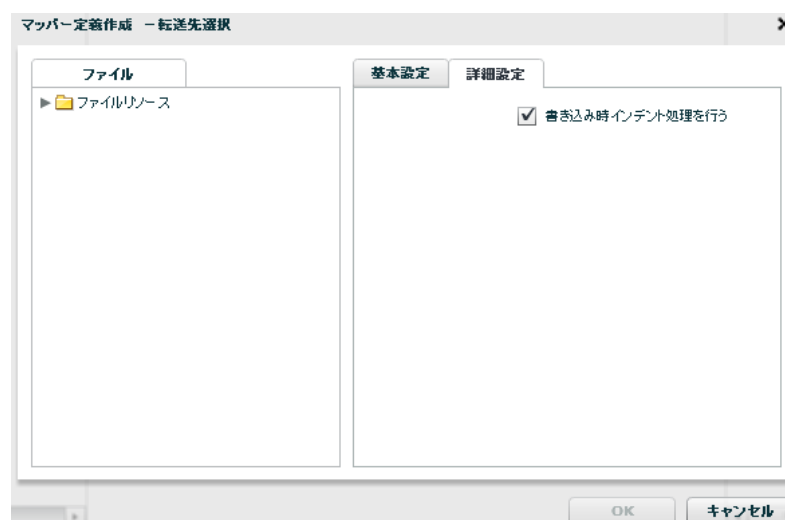 マッパー定義作成 －転送先選択
ファイル
基本設定 詳細設定
ファイルリソース
書き込み時インデント処理を行う
OK キャンセル